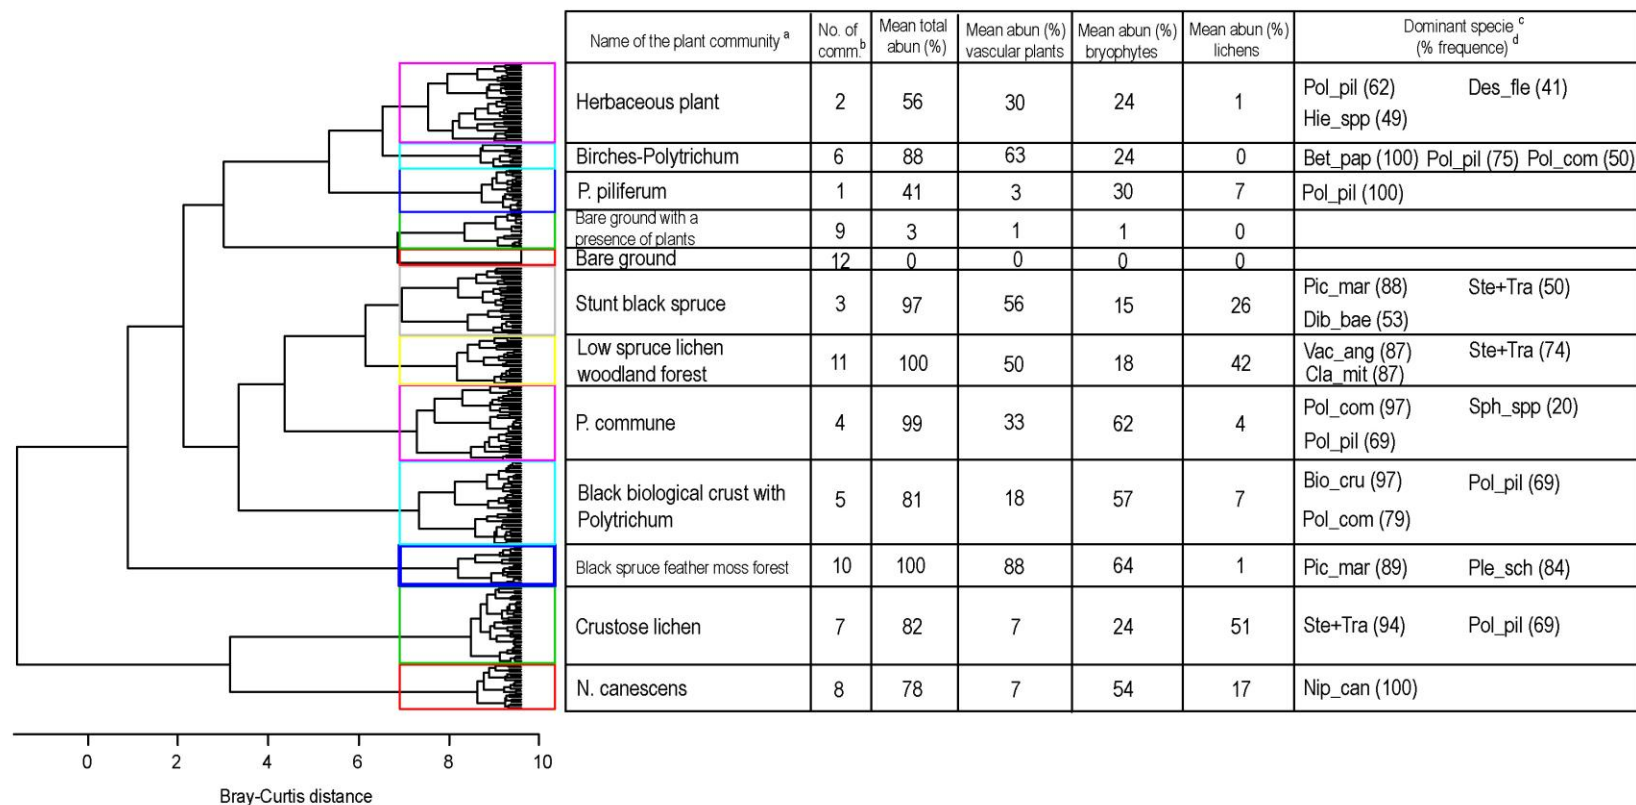 Name of the plant community a
No. of comm. b
Mean total abun (%)
Mean abun (%) vascular plants
Mean abun (%) bryophytes
Mean abun (%) lichens
Dominant specie c (% frequence) d
Herbaceous plant 2 56 30 24 1 Pol_pil (62) Des_fle (41)
Hie_spp (49)
Birches-Polytrichum 6 88 63 24 0 Bet_pap (100) Pol_pil (75) Pol_com (50)
P. piliferum 1 41 3 30 7 Pol_pil (100)
Bare ground with a
presence of plants 9 3 1 1 0
Bare ground 12 0 0 0 0
Stunt black spruce 3 97 56 15 26 Pic_mar (88) Ste+Tra (50)
Dib_bae (53)
Low spruce lichen
woodland forest 11 100 50 18 42 Vac_ang (87) Ste+Tra (74)
Cla_mit (87)
P. commune 4 99 33 62 4 Pol_com (97) Sph_spp (20)
Pol_pil (69)
Black biological crust with
Polytrichum 5 81 18 57 7 Bio_cru (97) Pol_pil (69)
Pol_com (79)
Black spruce feather moss forest 10 100 88 64 1 Pic_mar (89) Ple_sch (84)
Crustose lichen 7 82 7 24 51 Ste+Tra (94) Pol_pil (69)
N. canescens 8 78 7 54 17 Nip_can (100)
0 2 4 6 8 10
Bray-Curtis distance